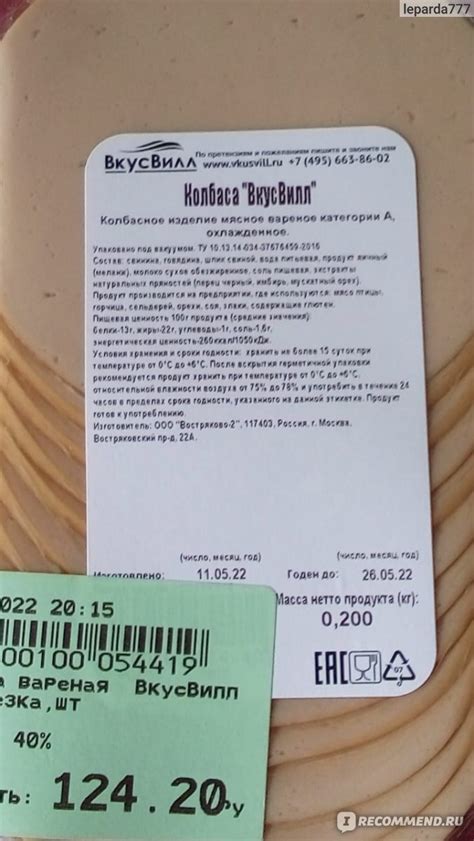 leparda777
По претензиям и пожеланиям пишите и звоните нам
ВкусВилл www.vkusvill.ru +7 (495) 663-86-02
Колбаса "ВкусВилл"
Колбасное изделие мясное вареное категории А,
охлажденное.
Упаковано под вакуумом. ТУ 10.13.14-034-37676459-2016
Состав: свинина, говядина, шпик свиной, вода питьевая, продукт яичный
(меланж), молоко сухое обезжиренное, соль пищевая, экстракты
натуральных пряностей (перец черный, имбирь, мускатный орех).
Продукт производится на предприятии, где используются: мясо птицы,
горчица, сельдерей, орехи, соя, злаки, содержащие глютен.
Пищевая ценность 100г продукта (средние значения):
белки-13г, жиры-22г, углеводы-1г, соль-1,6г,
энергетическая ценность-260ккал/1050кДж.
Условия хранения и сроки годности: хранить не более 15 суток при
температуре от 0°С до +6°С. После вскрытия герметичной упаковки
рекомендуется продукт хранить при температуре от 0°С до +6°С,
относительной влажности воздуха от 75% до 78% и употребить в течение 24
часов в пределах срока годности, указанного на данной этикетке. Продукт
готов к употреблению.
Изготовитель: ООО "Востряково-2", 117403, Россия, г. Москва,
Востряковский пр-д, 22А.
(число, месяц, год) (число, месяц, год)
Изготовлено: 11.05.22 Годен до: 26.05.22
Масса нетто продукта (кг):
0,200
EAC 07
022 20:15
00100 054419
а вареная ВкусВилл
езка,шт
40%
ть: 124.20
IRECOMMEND.RU